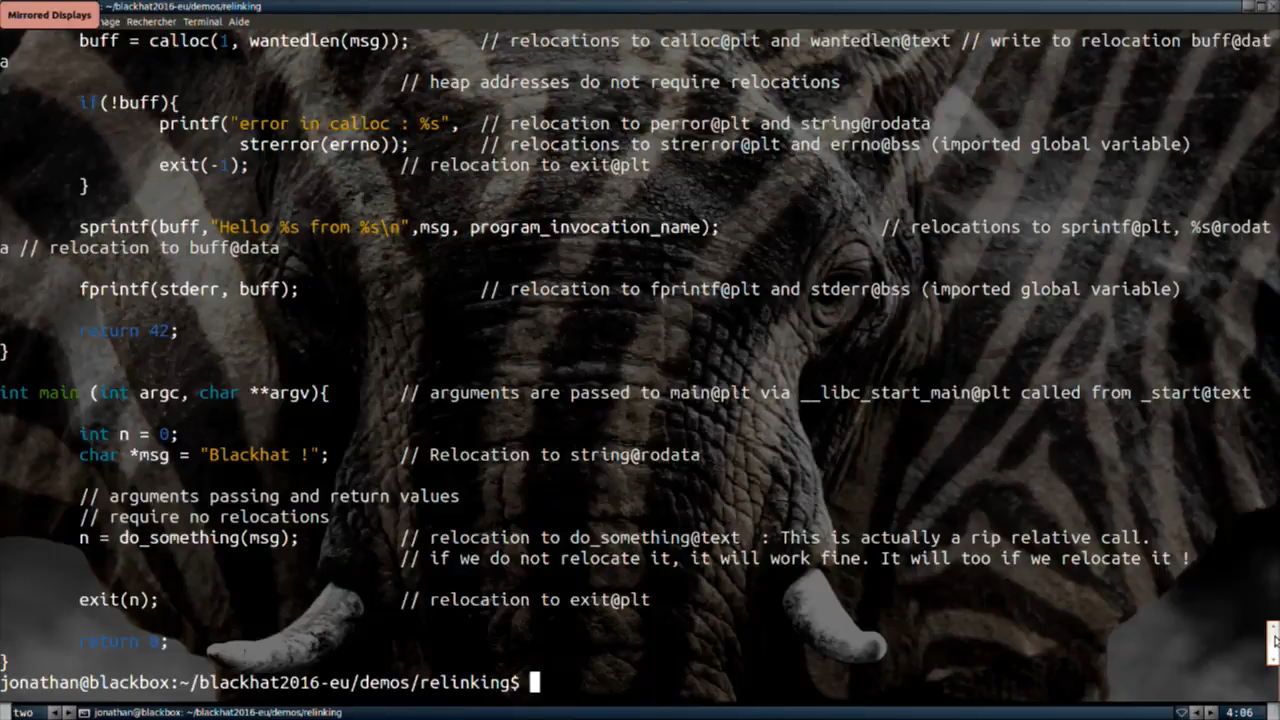 Mirrored Displays
: ~/blackhat2016-eu/demos/relinking
nage Rechercher Terminal Aide
buff = calloc(1, wantedlen(msg)); // relocations to calloc@plt and wantedlen@text // write to relocation buff@dat
a
// heap addresses do not require relocations
if(!buff){
printf("error in calloc : %s", // relocation to perror@plt and string@rodata
strerror(errno)); // relocations to strerror@plt and errno@bss (imported global variable)
exit(-1); // relocation to exit@plt
}
sprintf(buff,"Hello %s from %s\n",msg, program_invocation_name); // relocations to sprintf@plt, %s@rodat
a // relocation to buff@data
fprintf(stderr, buff); // relocation to fprintf@plt and stderr@bss (imported global variable)
return 42;
}
int main (int argc, char **argv){ // arguments are passed to main@plt via __libc_start_main@plt called from _start@text
int n = 0;
char *msg = "Blackhat !"; // Relocation to string@rodata
// arguments passing and return values
// require no relocations
n = do_something(msg); // relocation to do_something@text : This is actually a rip relative call.
// if we do not relocate it, it will work fine. It will too if we relocate it !
exit(n); // relocation to exit@plt
return 0;
}
jonathan@blackbox:~/blackhat2016-eu/demos/relinking$
two
jonathan@blackbox: ~/blackhat2016-eu/demos/relinking
4:06